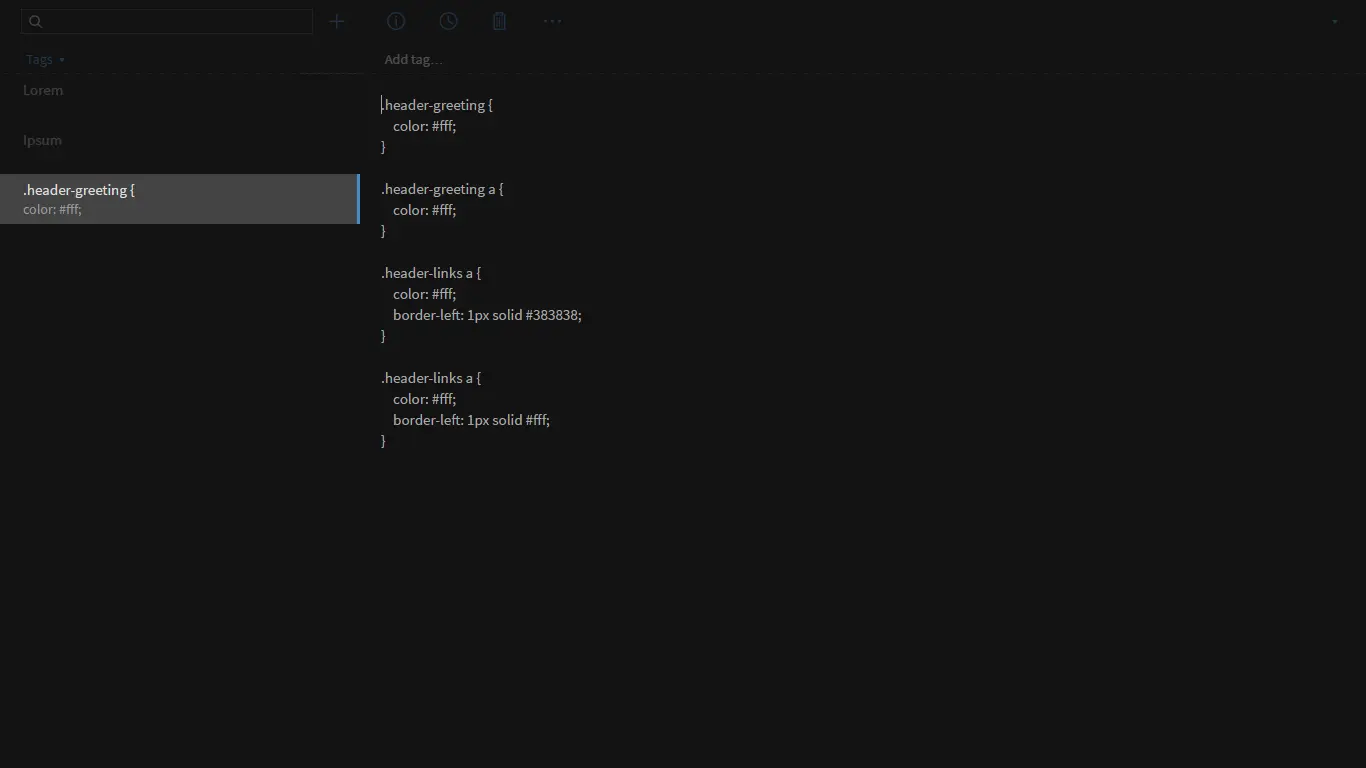 Tags
Add tag...
Lorem
Ipsum
.header-greeting {
color: #fff;
.header-greeting {
    color: #fff;
}

.header-greeting a {
    color: #fff;
}

.header-links a {
    color: #fff;
    border-left: 1px solid #383838;
}

.header-links a {
    color: #fff;
    border-left: 1px solid #fff;
}